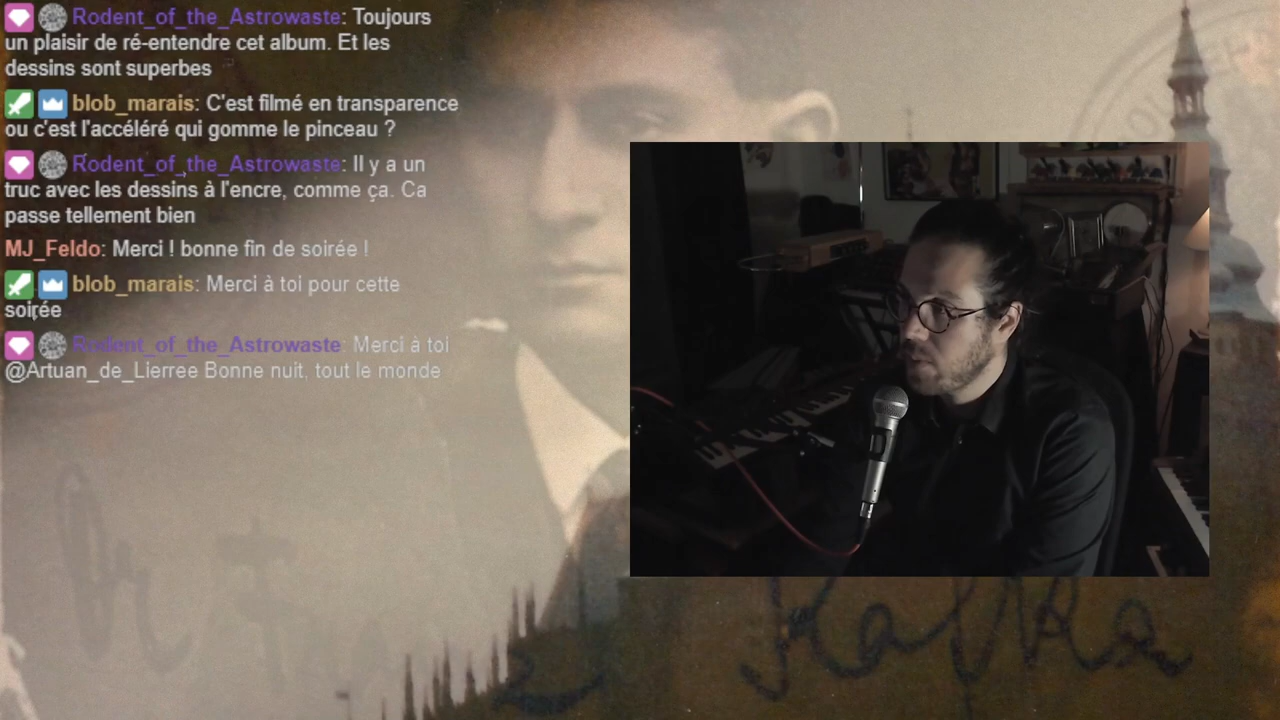 Rodent_of_the_Astrowaste: Toujours
un plaisir de ré-entendre cet album. Et les
dessins sont superbes
blob_marais: C'est filmé en transparence
ou c'est l'accéléré qui gomme le pinceau ?
Rodent_of_the_Astrowaste: Il y a un
truc avec les dessins à l'encre, comme ça. Ca
passe tellement bien
MJ_Feldo: Merci ! bonne fin de soirée !
blob_marais: Merci à toi pour cette
soirée
Rodent_of_the_Astrowaste: Merci à toi
@Artuan_de_Lierree Bonne nuit, tout le monde
Kafka